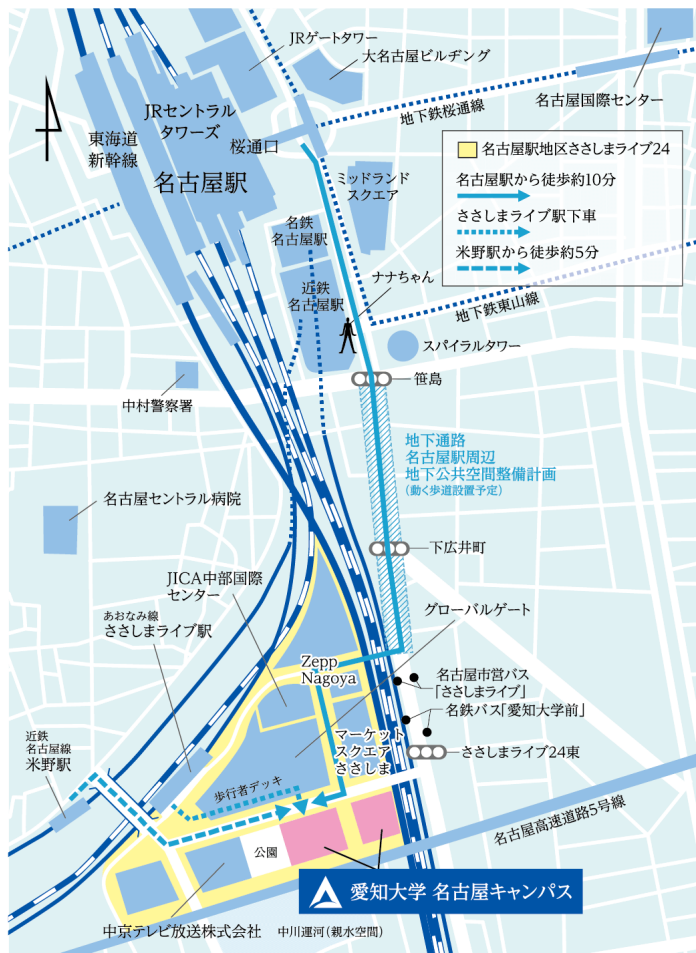 JRゲートタワー
大名古屋ビルヂング
名古屋国際センター
地下鉄桜通線
JRセントラル
タワーズ
東海道
新幹線
桜通口
名古屋駅
名古屋駅地区ささしまライブ24
名古屋駅から徒歩約10分
ささしまライブ駅下車
米野駅から徒歩約5分
ミッドランド
スクエア
名鉄
名古屋駅
近鉄
名古屋駅
ナナちゃん
地下鉄東山線
スパイラルタワー
中村警察署
笹島
地下通路
名古屋駅周辺
地下公共空間整備計画
(動く歩道設置予定)
名古屋セントラル病院
下広井町
JICA中部国際
センター
グローバルゲート
あおなみ線
ささしまライブ駅
Zepp
Nagoya
名古屋市営バス
「ささしまライブ」
名鉄バス「愛知大学前」
マーケット
スクエア
ささしま
ささしまライブ24東
近鉄
名古屋線
米野駅
歩行者デッキ
名古屋高速道路5号線
公園
愛知大学 名古屋キャンパス
中京テレビ放送株式会社
中川運河(親水空間)